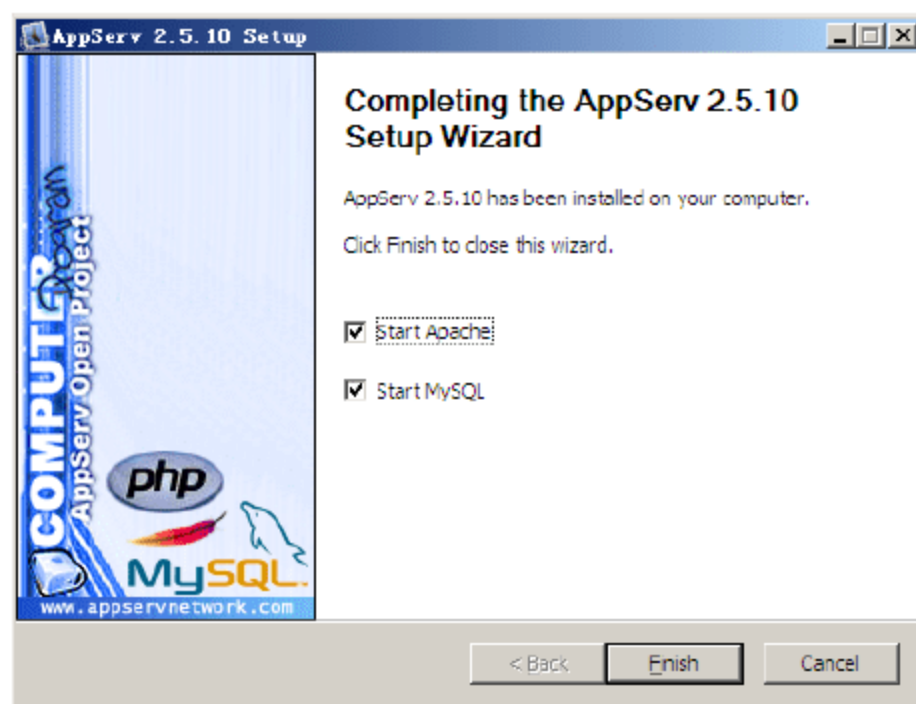 AppServ 2.5.10 Setup
Completing the AppServ 2.5.10
Setup Wizard
AppServ 2.5.10 has been installed on your computer.
Click Finish to close this wizard.
Start Apache
Start MySQL
COMPUTER
Program
AppServ Open Project
php
MySQL
www.appservnetwork.com
< Back
Finish
Cancel